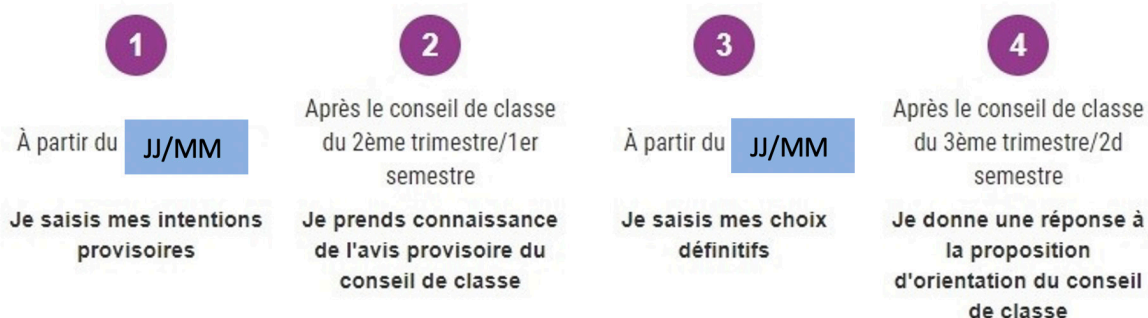 1
À partir du JJ/MM
Je saisis mes intentions
provisoires
2
Après le conseil de classe
du 2ème trimestre/1er
semestre
Je prends connaissance
de l'avis provisoire du
conseil de classe
3
À partir du JJ/MM
Je saisis mes choix
définitifs
4
Après le conseil de classe
du 3ème trimestre/2d
semestre
Je donne une réponse à
la proposition
d'orientation du conseil
de classe